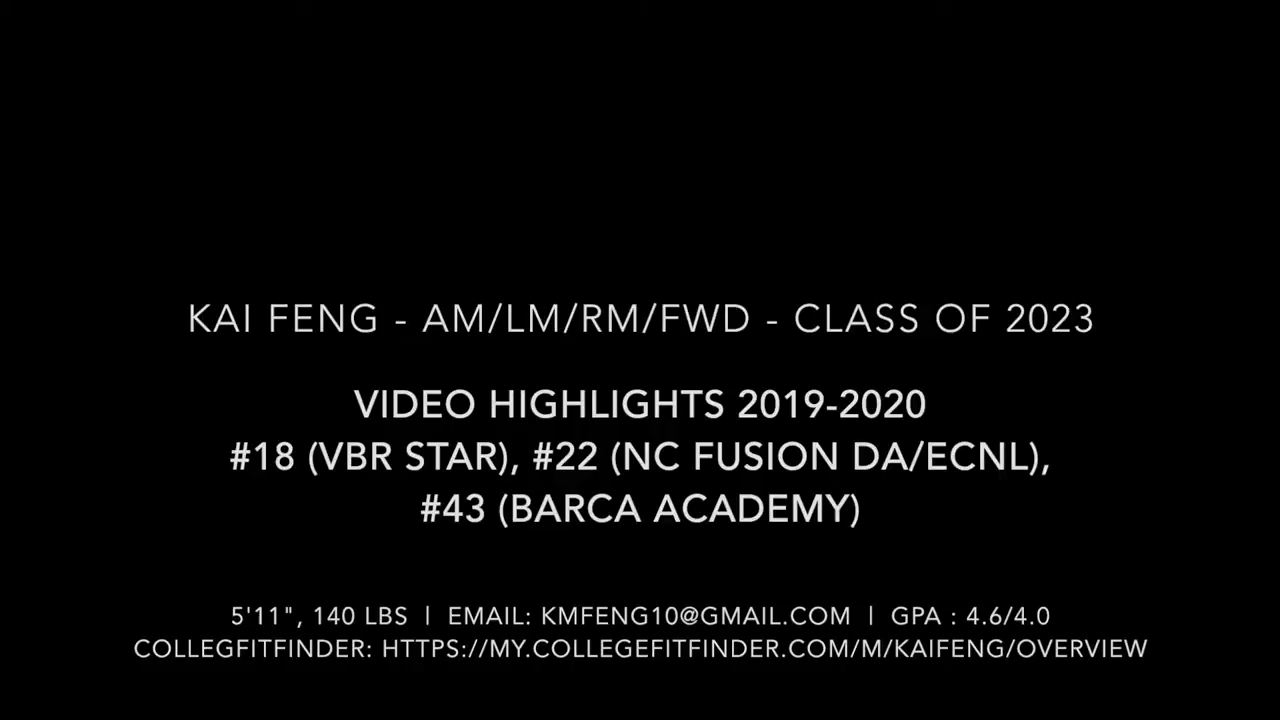 KAI FENG - AM/LM/RM/FWD - CLASS OF 2023
VIDEO HIGHLIGHTS 2019-2020
#18 (VBR STAR), #22 (NC FUSION DA/ECNL),
#43 (BARCA ACADEMY)
5'11", 140 LBS | EMAIL: KMFENG10@GMAIL.COM | GPA : 4.6/4.0
COLLEGFITFINDER: HTTPS://MY.COLLEGEFITFINDER.COM/M/KAIFENG/OVERVIEW